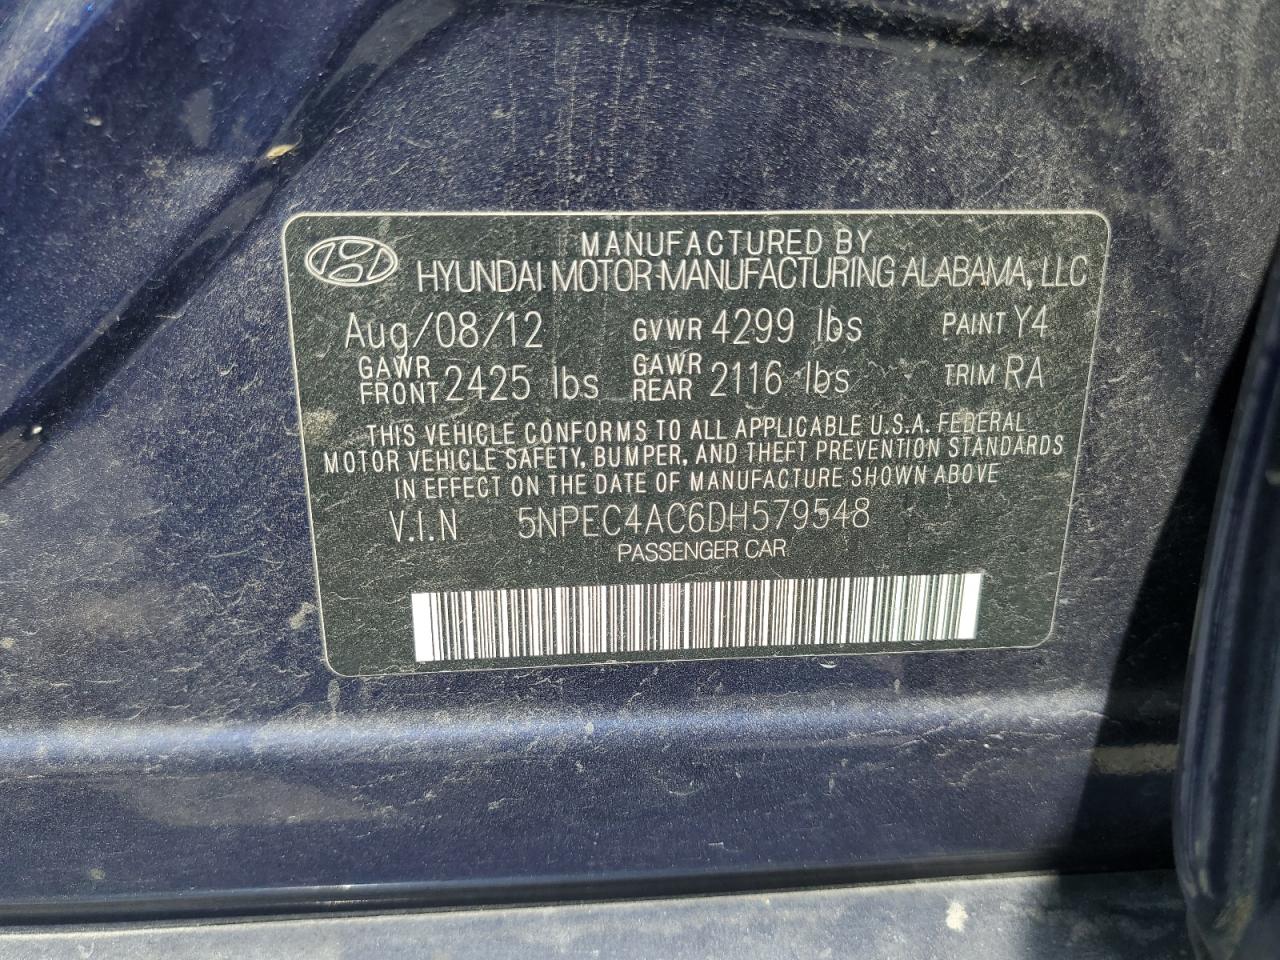 MANUFACTURED BY
HYUNDAI MOTOR MANUFACTURING ALABAMA, LLC
Aug/08/12 GVWR 4299 lbs PAINT Y4
GAWR FRONT 2425 lbs GAWR REAR 2116 lbs TRIM RA
THIS VEHICLE CONFORMS TO ALL APPLICABLE U.S.A. FEDERAL
MOTOR VEHICLE SAFETY, BUMPER, AND THEFT PREVENTION STANDARDS
IN EFFECT ON THE DATE OF MANUFACTURE SHOWN ABOVE
V.I.N 5NPEC4AC6DH579548
PASSENGER CAR